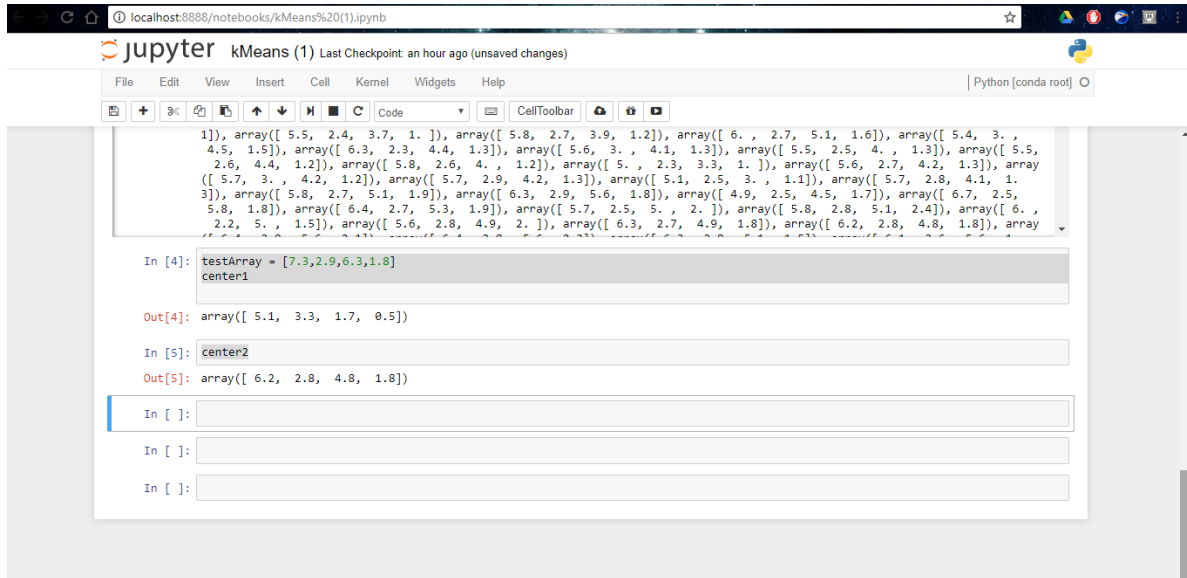 localhost:8888/notebooks/kMeans%20(1).ipynb
jupyter kMeans (1) Last Checkpoint: an hour ago (unsaved changes)
File Edit View Insert Cell Kernel Widgets Help Python [conda root]
Code CellToolbar
1]), array([ 5.5, 2.4, 3.7, 1. ]), array([ 5.8, 2.7, 3.9, 1.2]), array([ 6. , 2.7, 5.1, 1.6]), array([ 5.4, 3. ,
4.5, 1.5]), array([ 6.3, 2.3, 4.4, 1.3]), array([ 5.6, 3. , 4.1, 1.3]), array([ 5.5, 2.5, 4. , 1.3]), array([ 5.5,
2.6, 4.4, 1.2]), array([ 5.8, 2.6, 4. , 1.2]), array([ 5. , 2.3, 3.3, 1. ]), array([ 5.6, 2.7, 4.2, 1.3]), array
([ 5.7, 3. , 4.2, 1.2]), array([ 5.7, 2.9, 4.2, 1.3]), array([ 5.1, 2.5, 3. , 1.1]), array([ 5.7, 2.8, 4.1, 1.
3]), array([ 5.8, 2.7, 5.1, 1.9]), array([ 6.3, 2.9, 5.6, 1.8]), array([ 4.9, 2.5, 4.5, 1.7]), array([ 6.7, 2.5,
5.8, 1.8]), array([ 6.4, 2.7, 5.3, 1.9]), array([ 5.7, 2.5, 5. , 2. ]), array([ 5.8, 2.8, 5.1, 2.4]), array([ 6. ,
2.2, 5. , 1.5]), array([ 5.6, 2.8, 4.9, 2. ]), array([ 6.3, 2.7, 4.9, 1.8]), array([ 6.2, 2.8, 4.8, 1.8]), array
In [4]: testArray = [7.3,2.9,6.3,1.8]
center1
Out[4]: array([ 5.1, 3.3, 1.7, 0.5])
In [5]: center2
Out[5]: array([ 6.2, 2.8, 4.8, 1.8])
In [ ]:
In [ ]:
In [ ]: